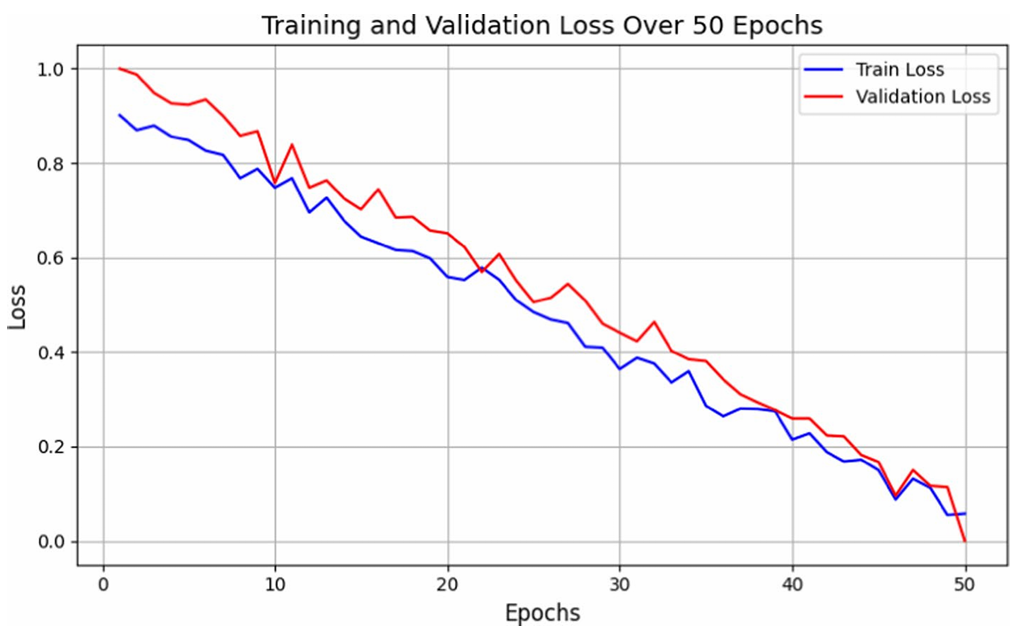 Training and Validation Loss Over 50 Epochs
Train Loss
Validation Loss
1.0
0.8
0.6
0.4
0.2
0.0
Loss
0 10 20 30 40 50
Epochs